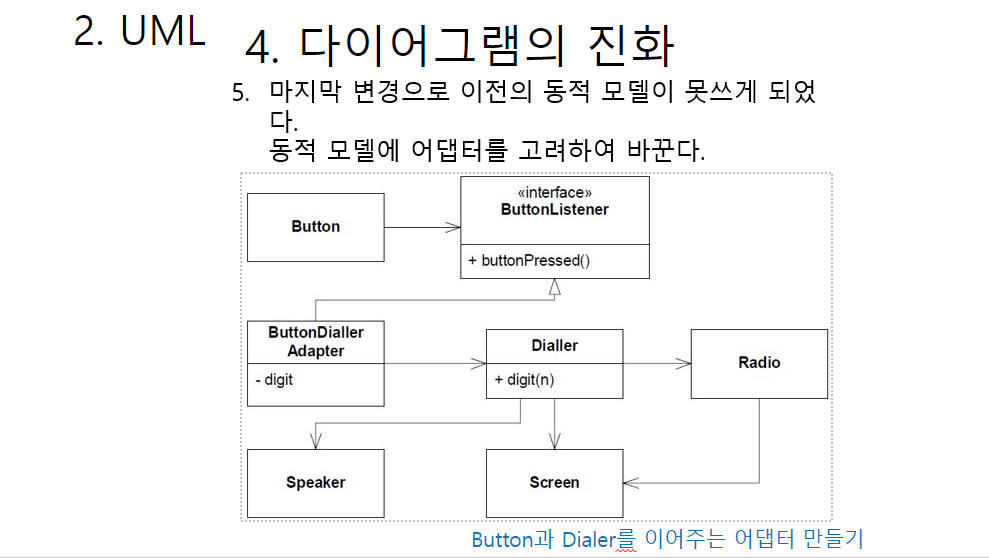 2. UML
4. 다이어그램의 진화
5. 마지막 변경으로 이전의 동적 모델이 못쓰게 되었
다.
동적 모델에 어댑터를 고려하여 바꾼다.
«interface»
ButtonListener
Button
+ buttonPressed()
ButtonDialler
Adapter
- digit
Dialler
+ digit(n)
Radio
Speaker
Screen
Button과 Dialer를 이어주는 어댑터 만들기